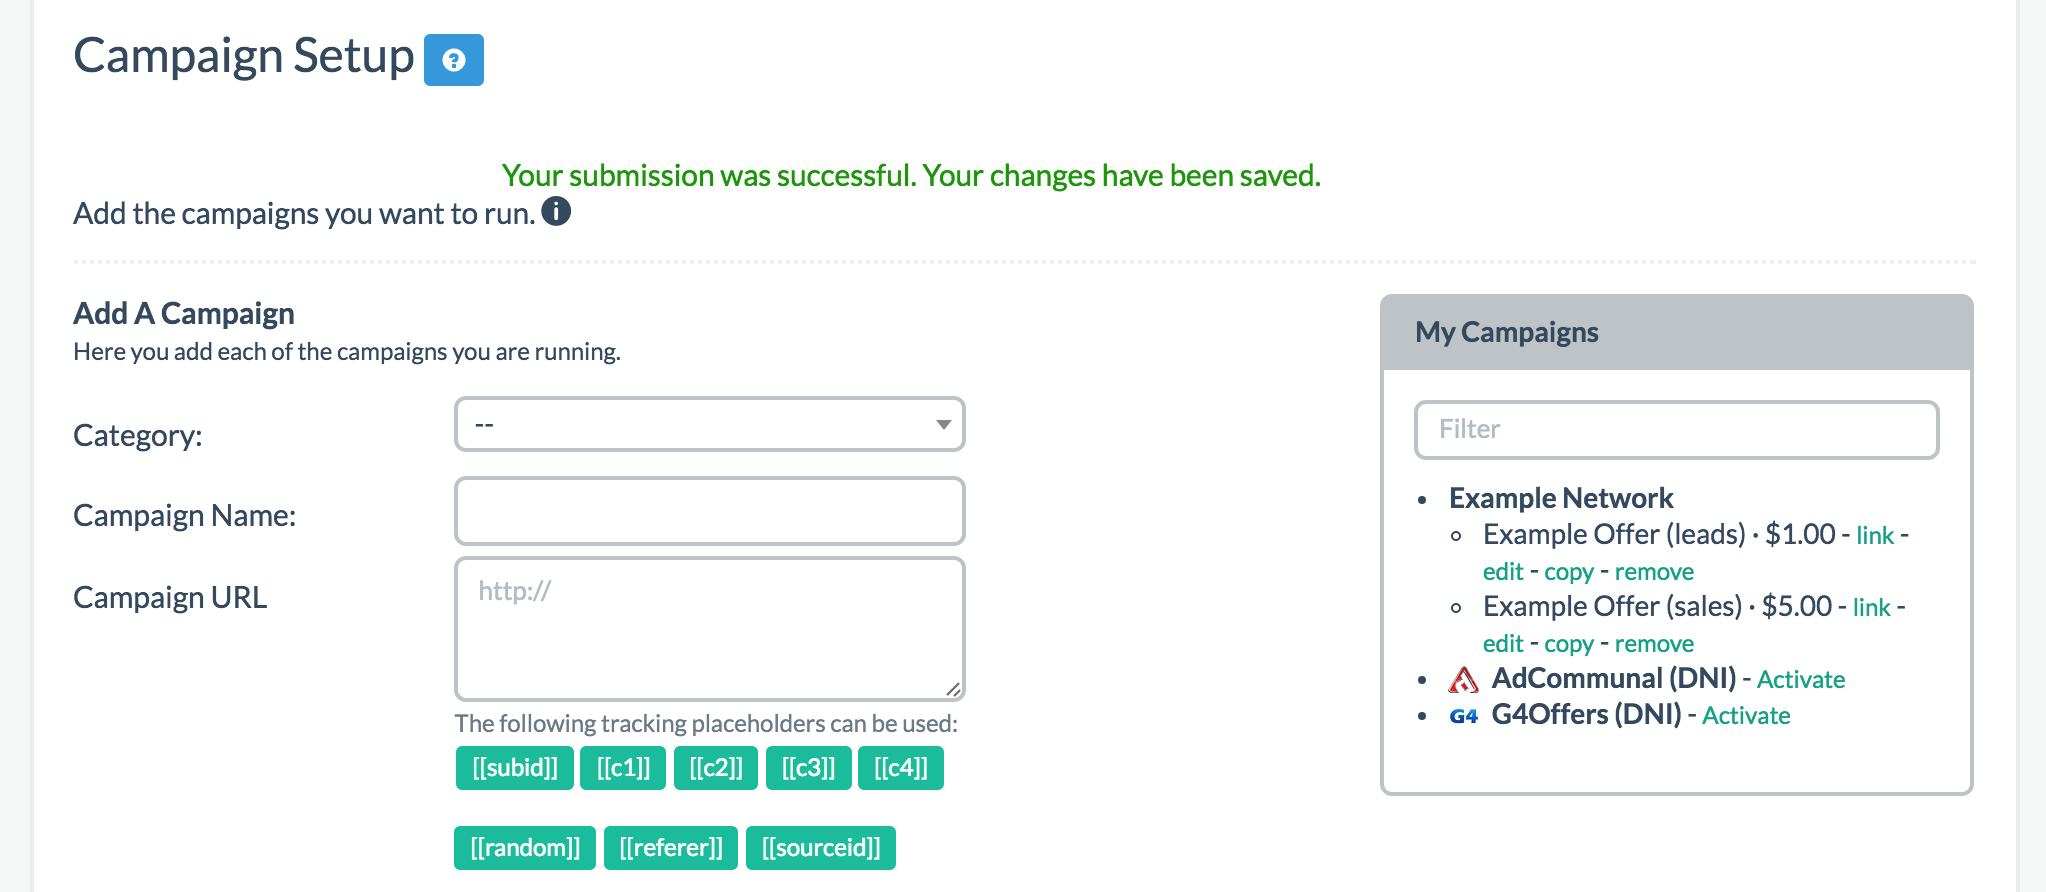 Campaign Setup
Your submission was successful. Your changes have been saved.
Add the campaigns you want to run.
Add A Campaign
Here you add each of the campaigns you are running.
Category:
--
Campaign Name:
Campaign URL
http://
The following tracking placeholders can be used:
[[subid]] [[c1]] [[c2]] [[c3]] [[c4]]
[[random]] [[referer]] [[sourceid]]
My Campaigns
Filter
Example Network
Example Offer (leads) · $1.00 - link -
edit - copy - remove
Example Offer (sales) · $5.00 - link -
edit - copy - remove
AdCommunal (DNI) - Activate
G4 G4Offers (DNI) - Activate